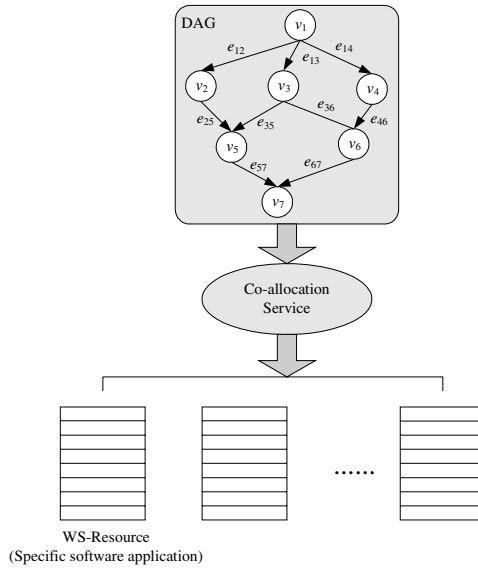 DAG
v1
e12
e13
e14
v2
v3
v4
e25
e35
e36
e46
v5
v6
e57
e67
v7
Co-allocation
Service
......
WS-Resource
(Specific software application)